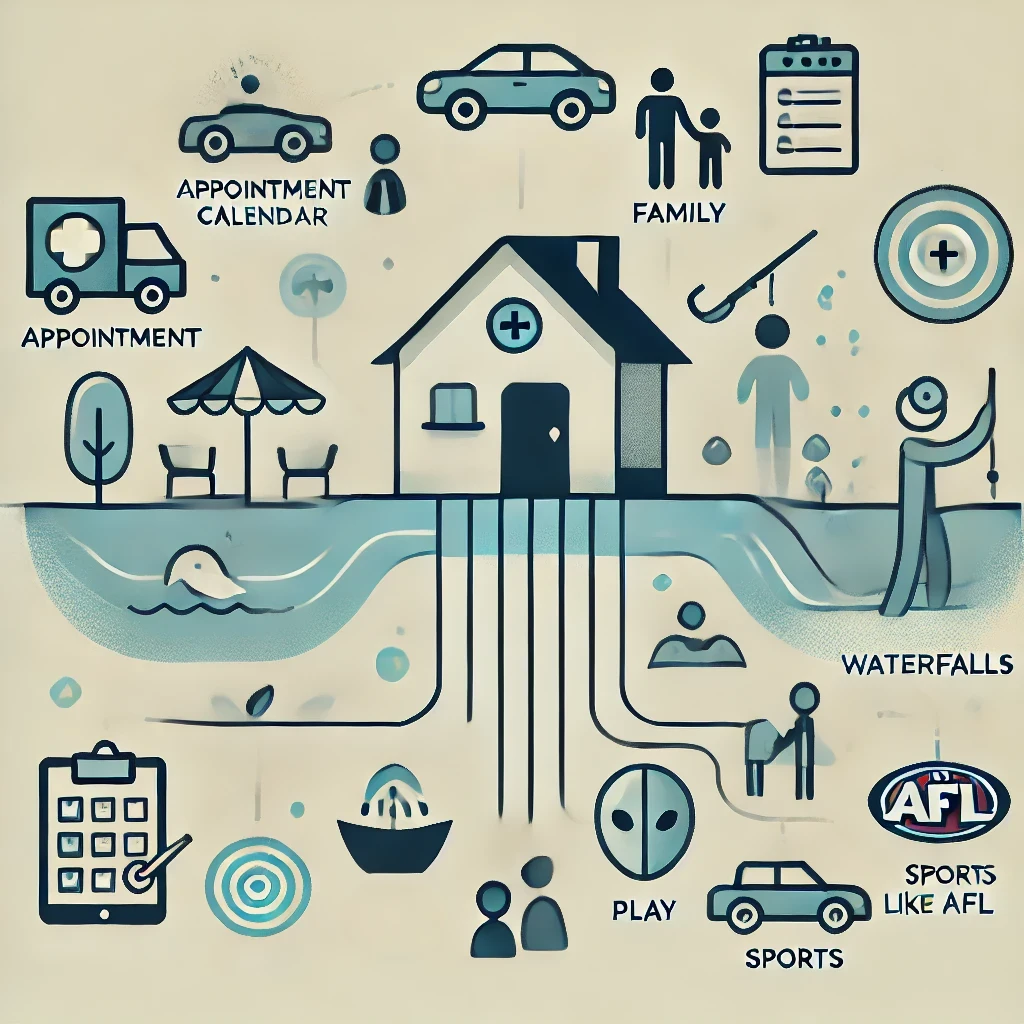 APPOINTMENT
CALENDAR
FAMILY
APPOINTMENT
WATERFALLS
AFL
SPORTS
LIKE AFL
PLAY
SPORTS